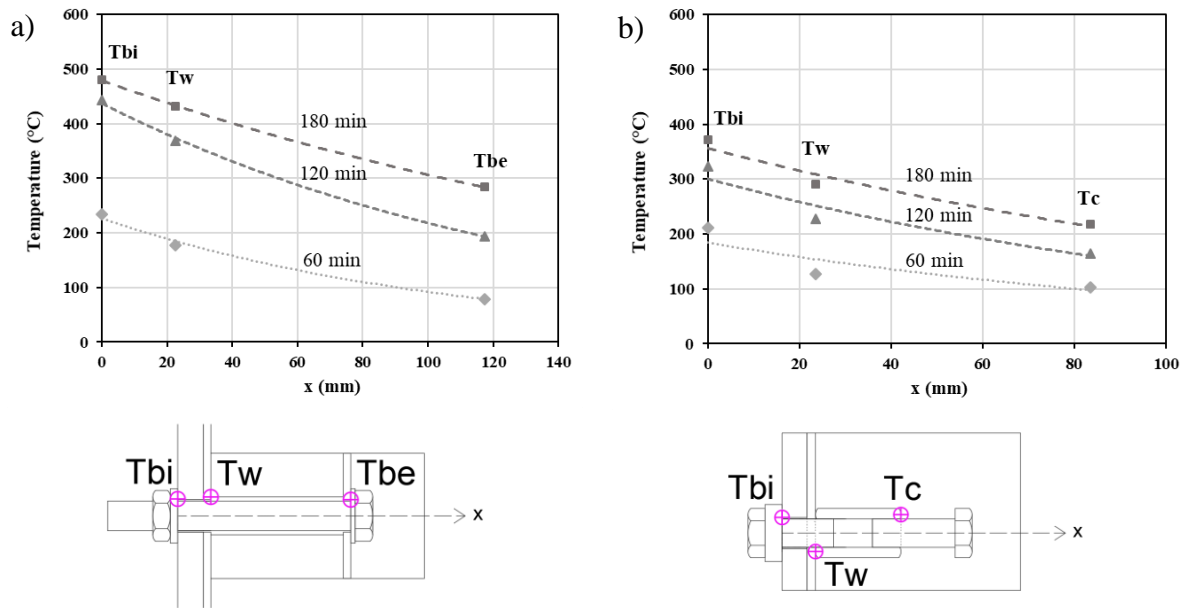 a)
600
500
400
300
200
100
0
Temperature (°C)
Tbi
Tw
Tbe
180 min
120 min
60 min
0 20 40 60 80 100 120 140
x (mm)
Tbi Tw Tbe
x
b)
600
500
400
300
200
100
0
Temperature (°C)
Tbi
Tw
Tc
180 min
120 min
60 min
0 20 40 60 80 100
x (mm)
Tbi Tc
x
Tw